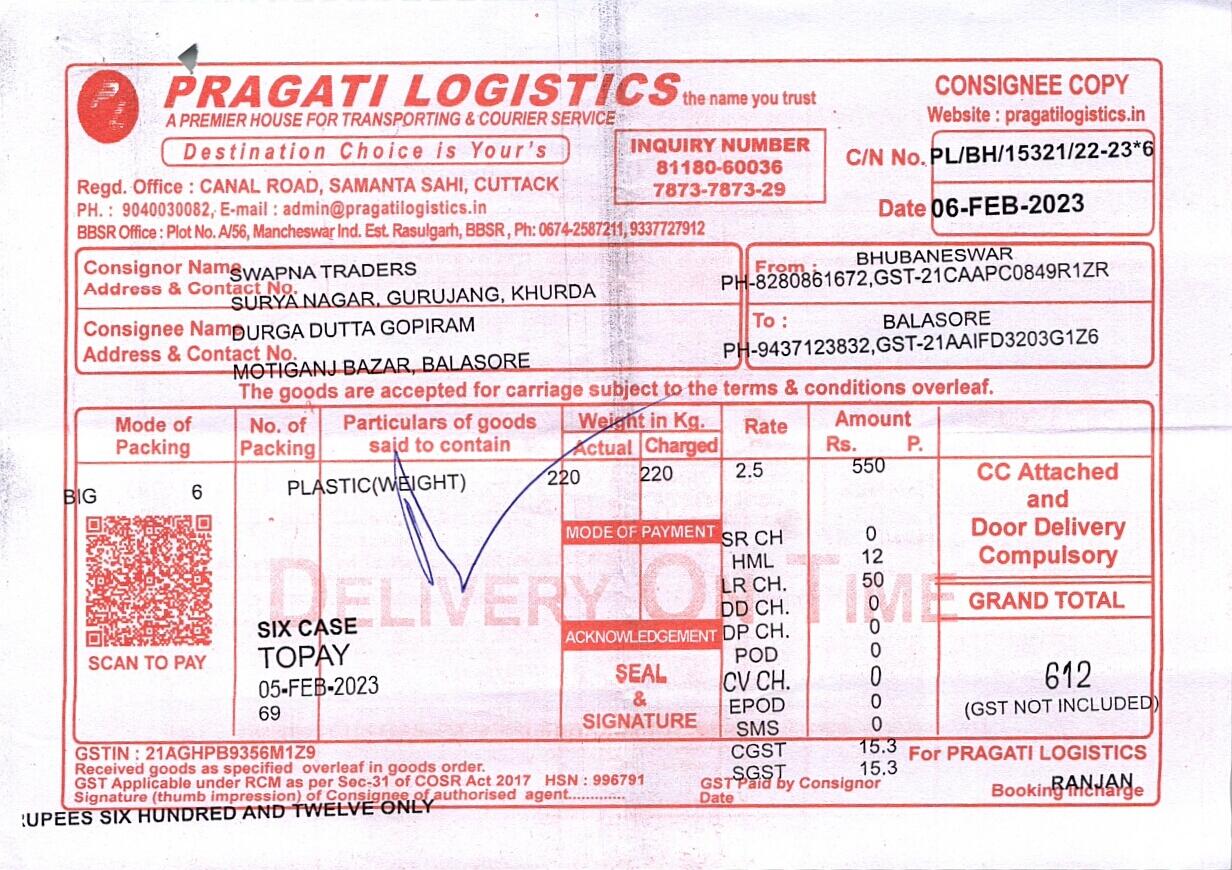 PRAGATI LOGISTICS the name you trust
A PREMIER HOUSE FOR TRANSPORTING & COURIER SERVICE
Destination Choice is Your's
CONSIGNEE COPY
Website : pragatilogistics.in
INQUIRY NUMBER
81180-60036
7873-7873-29
C/N No. PL/BH/15321/22-23*6
Date 06-FEB-2023
Regd. Office : CANAL ROAD, SAMANTA SAHI, CUTTACK
PH. : 9040030082, E-mail : admin@pragatilogistics.in
BBSR Office : Plot No. A/56, Mancheswar Ind. Est. Rasulgarh, BBSR, Ph: 0674-2587211, 9337727912
Consignor Name SWAPNA TRADERS
Address & Contact No.
SURYA NAGAR, GURUJANG, KHURDA
From : BHUBANESWAR
PH-8280861672,GST-21CAAPC0849R1ZR
Consignee Name DURGA DUTTA GOPIRAM
Address & Contact No.
MOTIGANJ BAZAR, BALASORE
To : BALASORE
PH-9437123832,GST-21AAIFD3203G1Z6
The goods are accepted for carriage subject to the terms & conditions overleaf.
Mode of Packing No. of Packing Particulars of goods said to contain Weight in Kg. Actual Charged Rate Amount Rs. P.
BIG 6 PLASTIC(WEIGHT) 220 220 2.5 550
CC Attached
and
Door Delivery
Compulsory
MODE OF PAYMENT
SR CH 0
HML 12
LR CH. 50
DD CH. 0
DP CH. 0
POD 0
CV CH. 0
EPOD 0
SMS 0
CGST 15.3
SGST 15.3
DELIVERY ON TIME
GRAND TOTAL
612
(GST NOT INCLUDED)
SCAN TO PAY
SIX CASE
TOPAY
05-FEB-2023
69
ACKNOWLEDGEMENT
SEAL
&
SIGNATURE
GSTIN : 21AGHPB9356M1Z9
Received goods as specified overleaf in goods order.
GST Applicable under RCM as per Sec-31 of COSR Act 2017 HSN : 996791
Signature (thumb impression) of Consignee of authorised agent.............
GST Paid by Consignor
Date
For PRAGATI LOGISTICS
RANJAN
Booking Incharge
RUPEES SIX HUNDRED AND TWELVE ONLY